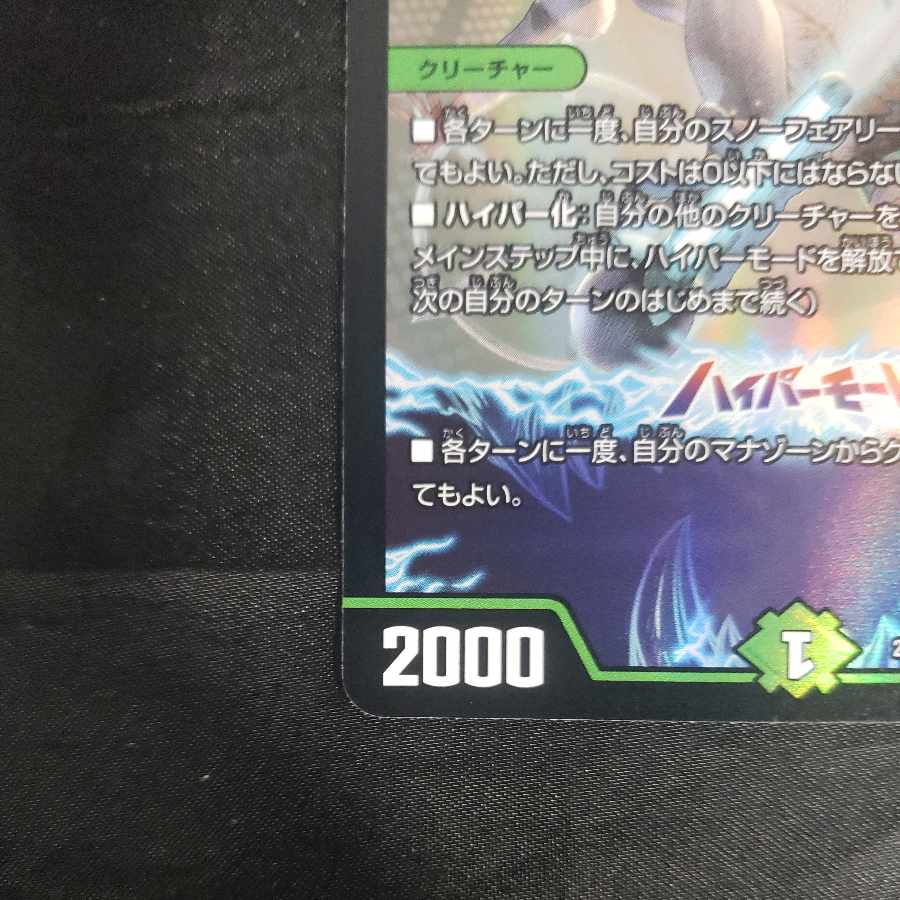 クリーチャー
■各ターンに一度、自分のスノーフェアリー
てもよい。ただし、コストは0以下にはならない
■ハイパー化:自分の他のクリーチャーを
メインステップ中に、ハイパーモードを解放で
次の自分のターンのはじめまで続く)
ハイパーモード
■各ターンに一度、自分のマナゾーンからク
てもよい。
2000
1
2